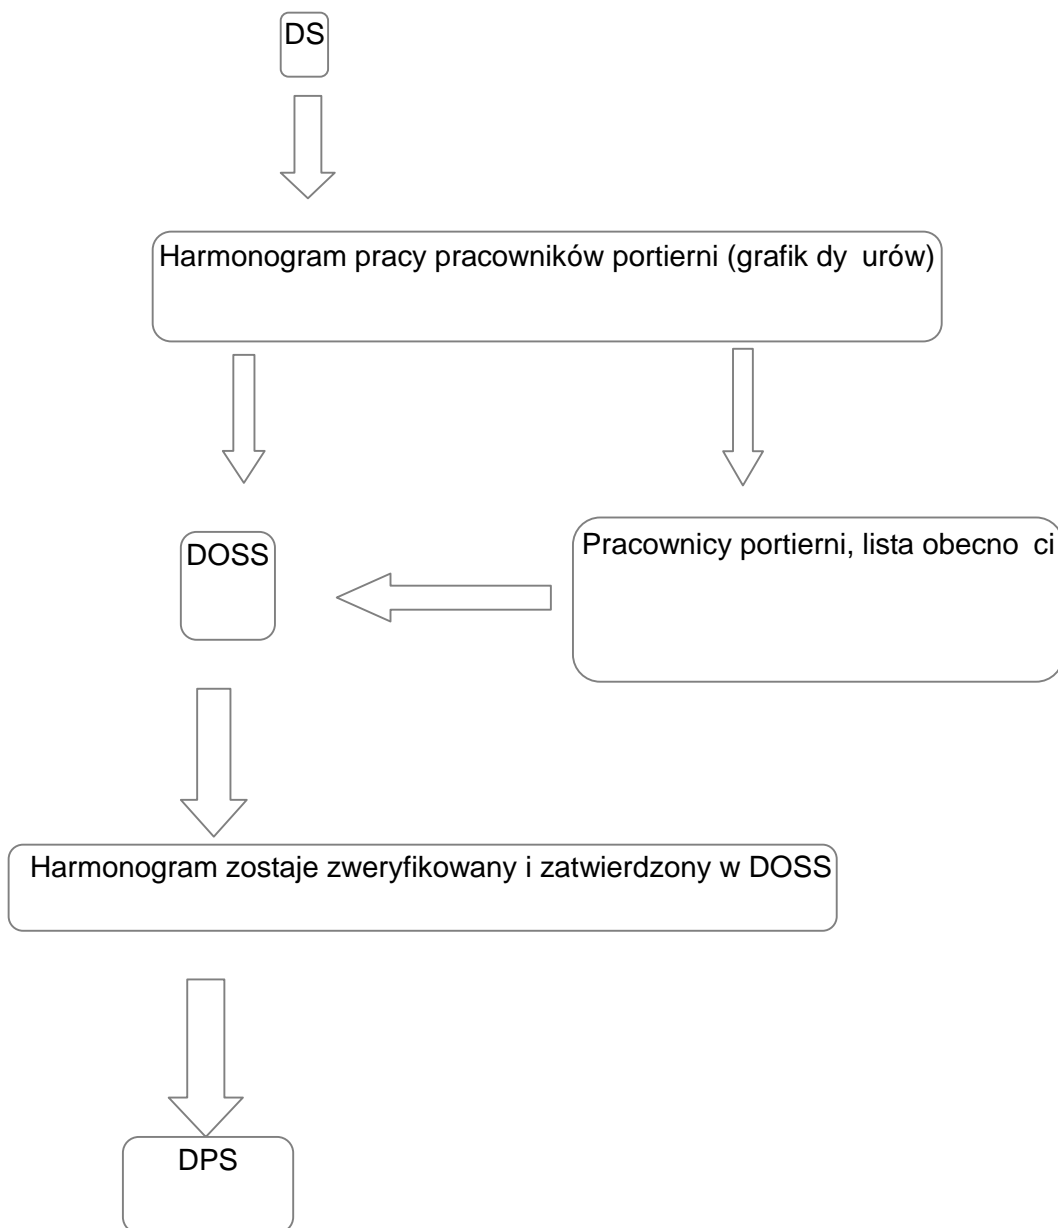 DS
Harmonogram pracy pracowników portierni (grafik dy urów)
DOSS
Pracownicy portierni, lista obecno ci
Harmonogram zostaje zweryfikowany i zatwierdzony w DOSS
DPS